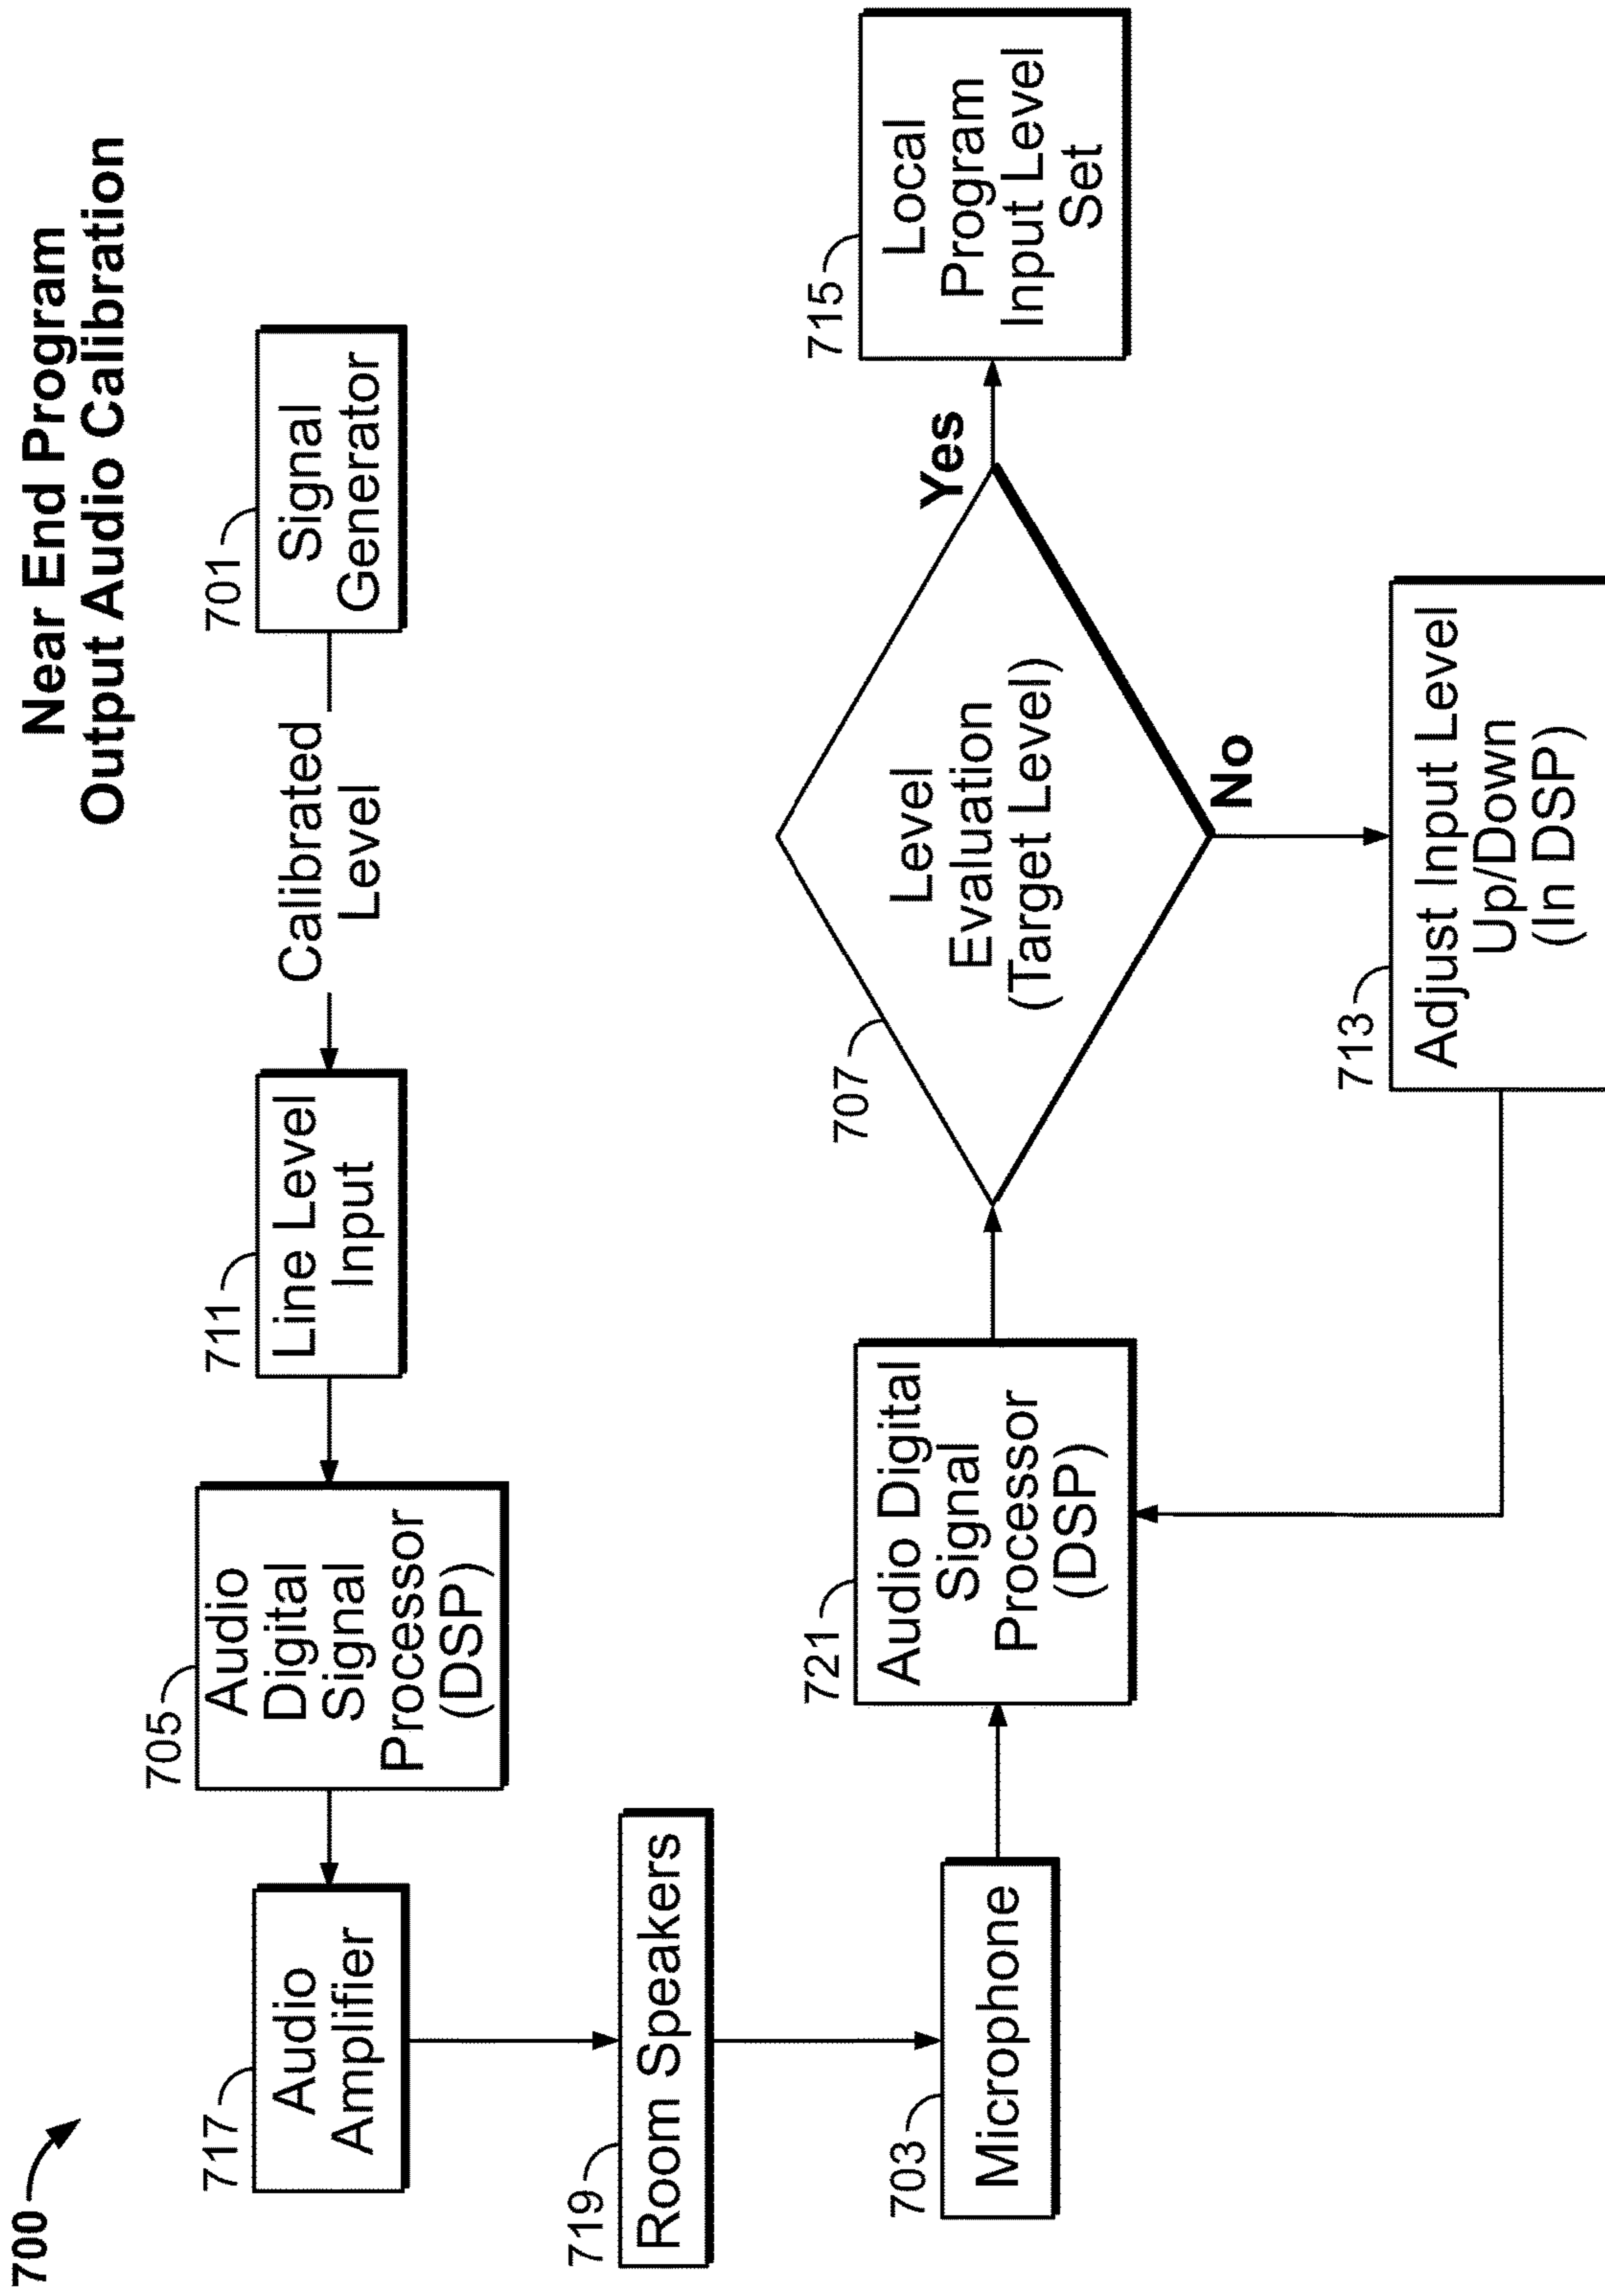 700
Near End Program
Output Audio Calibration
717
Audio
Amplifier
705
Audio
Digital
Signal
Processor
(DSP)
711
Line Level
Input
Calibrated
Level
701
Signal
Generator
719
Room Speakers
703
Microphone
721
Audio Digital
Signal
Processor
(DSP)
707
Level
Evaluation
(Target Level)
Yes
715
Local
Program
Input Level
Set
No
713
Adjust Input Level
Up/Down
(In DSP)